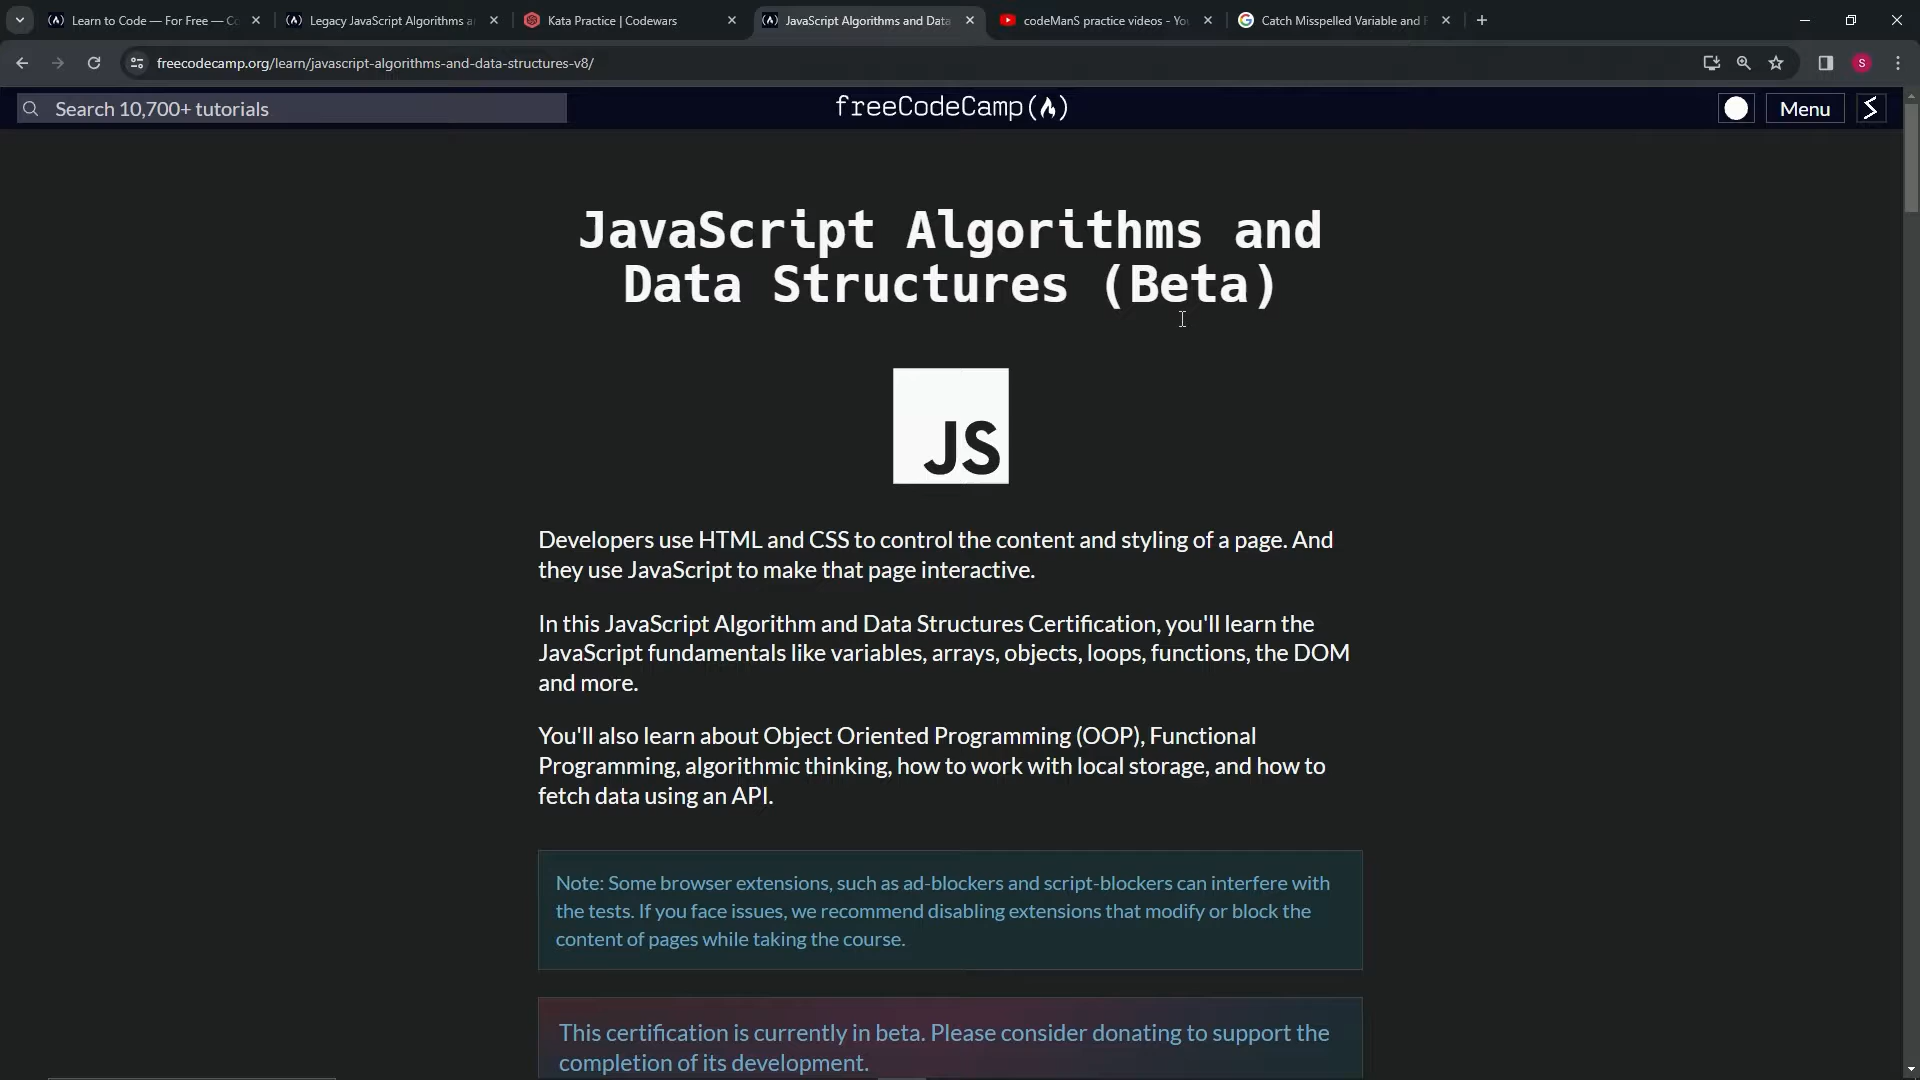 Learn to Code — For Free — Co
Legacy JavaScript Algorithms a
Kata Practice | Codewars
JavaScript Algorithms and Data
codeManS practice videos - You
Catch Misspelled Variable and F
freecodecamp.org/learn/javascript-algorithms-and-data-structures-v8/
S
Search 10,700+ tutorials
freeCodeCamp
Menu
JavaScript Algorithms and
Data Structures (Beta)
JS
Developers use HTML and CSS to control the content and styling of a page. And
they use JavaScript to make that page interactive.
In this JavaScript Algorithm and Data Structures Certification, you'll learn the
JavaScript fundamentals like variables, arrays, objects, loops, functions, the DOM
and more.
You'll also learn about Object Oriented Programming (OOP), Functional
Programming, algorithmic thinking, how to work with local storage, and how to
fetch data using an API.
Note: Some browser extensions, such as ad-blockers and script-blockers can interfere with
the tests. If you face issues, we recommend disabling extensions that modify or block the
content of pages while taking the course.
This certification is currently in beta. Please consider donating to support the
completion of its development.